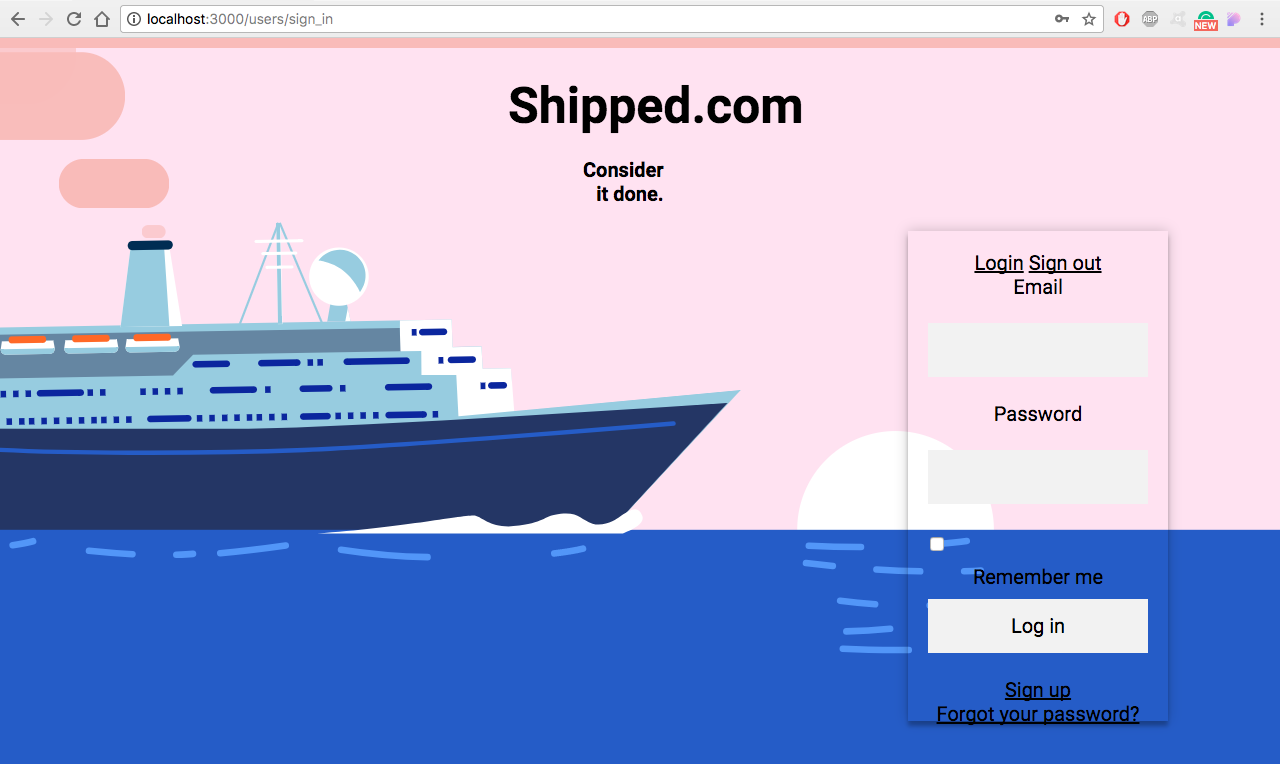 localhost:3000/users/sign_in
ABP
NEW
Shipped.com
Consider
it done.
Login Sign out
Email
Password
Remember me
Log in
Sign up
Forgot your password?